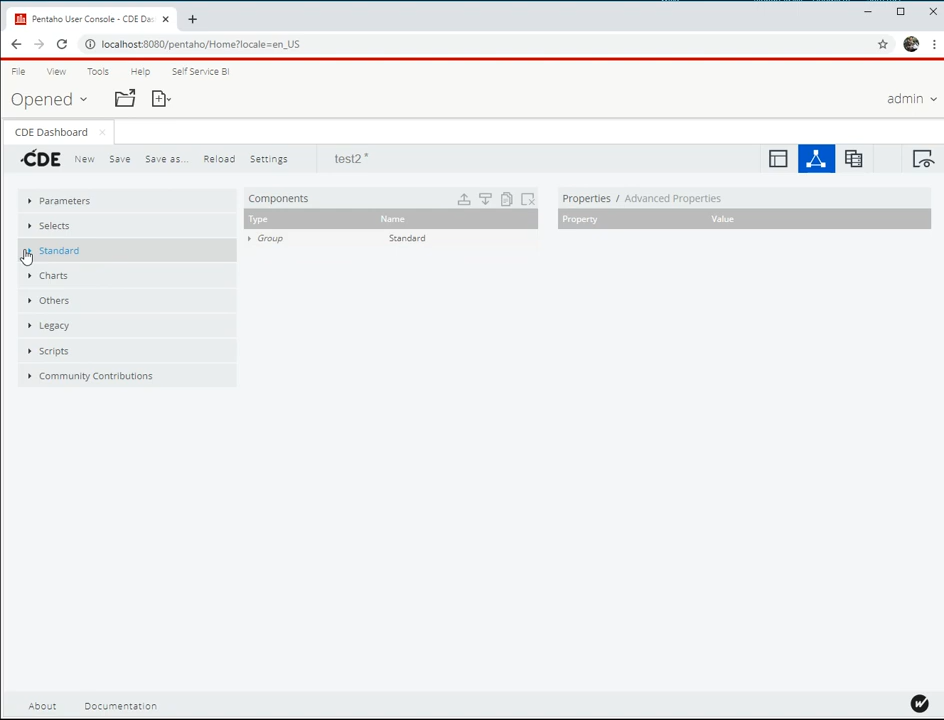 Pentaho User Console - CDE Das
localhost:8080/pentaho/Home?locale=en_US
File View Tools Help Self Service BI
Opened
admin
CDE Dashboard
CDE New Save Save as... Reload Settings test2 *
Parameters
Selects
Standard
Charts
Others
Legacy
Scripts
Community Contributions
Components
Type Name
Group Standard
Properties / Advanced Properties
Property Value
About Documentation